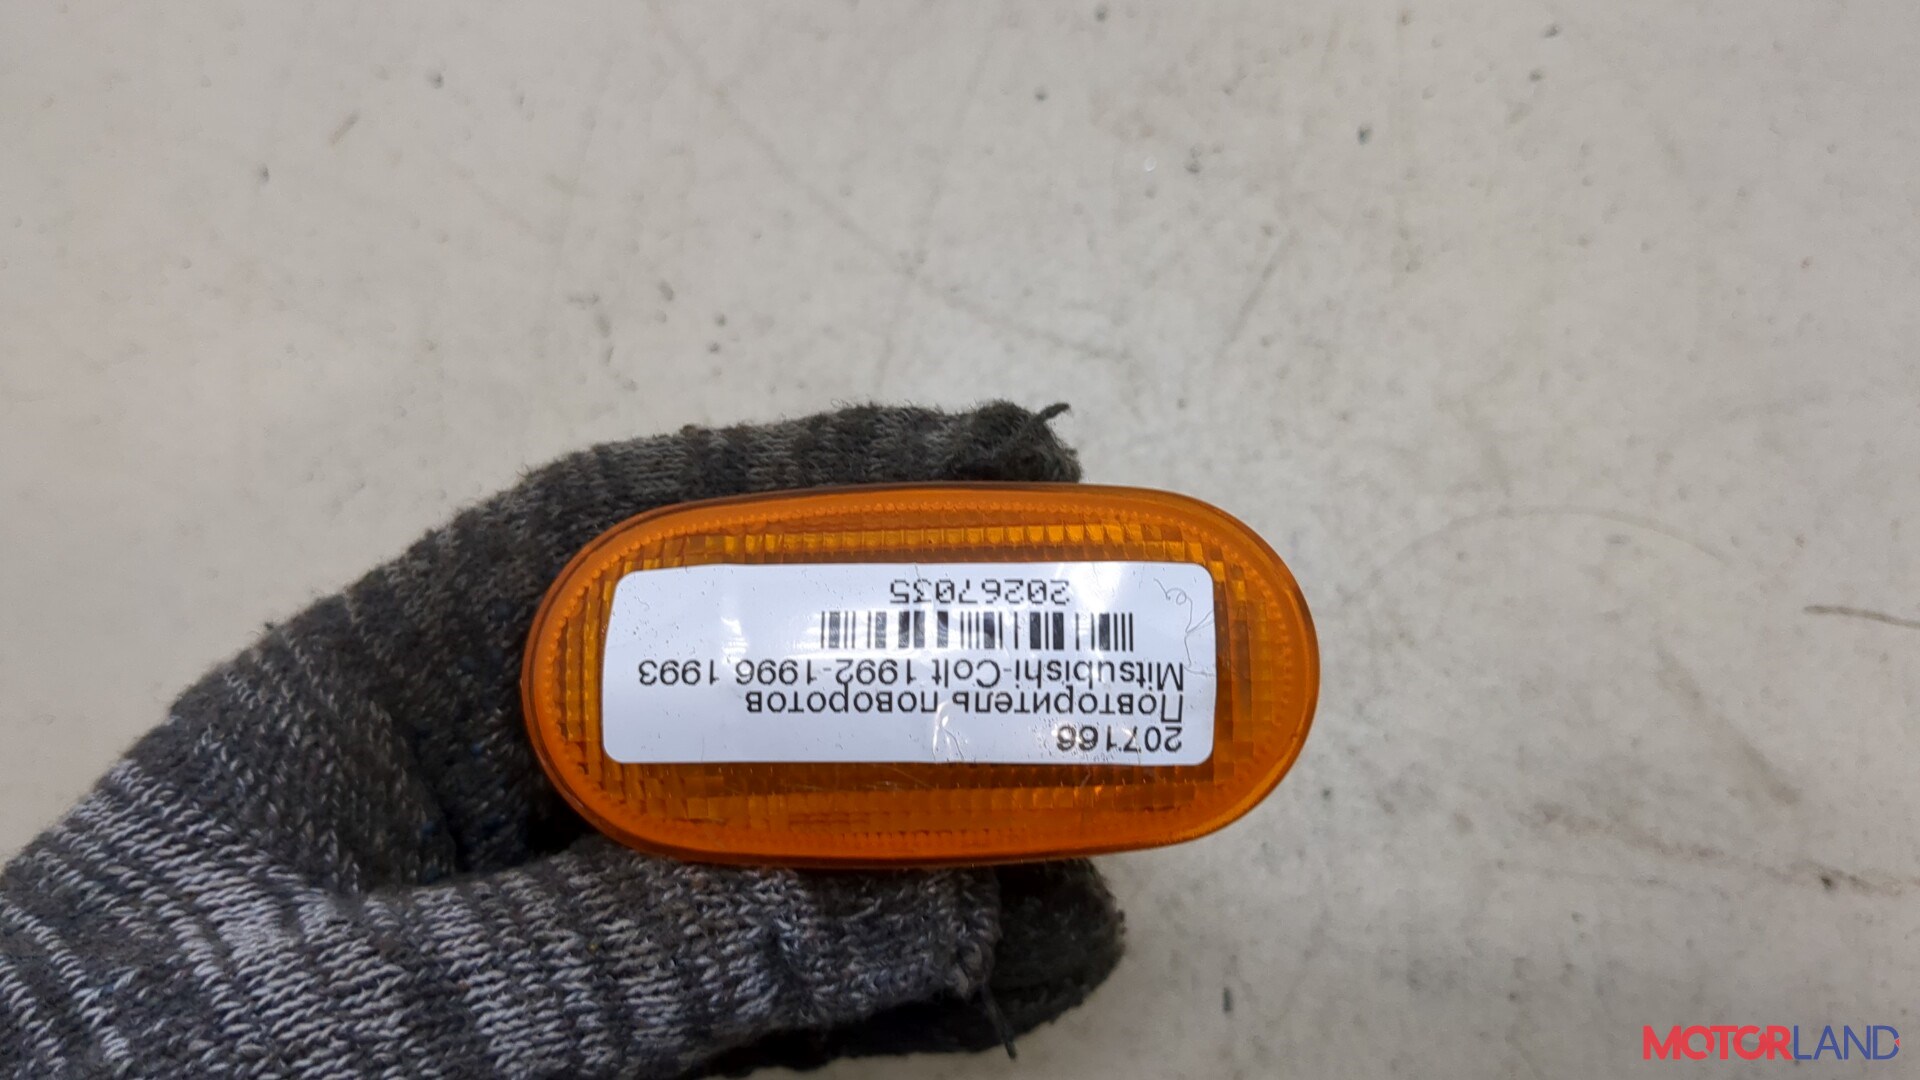 207166
Повторитель поворотов
Mitsubishi-Colt 1992-1996, 1993
20267035
MOTORLAND